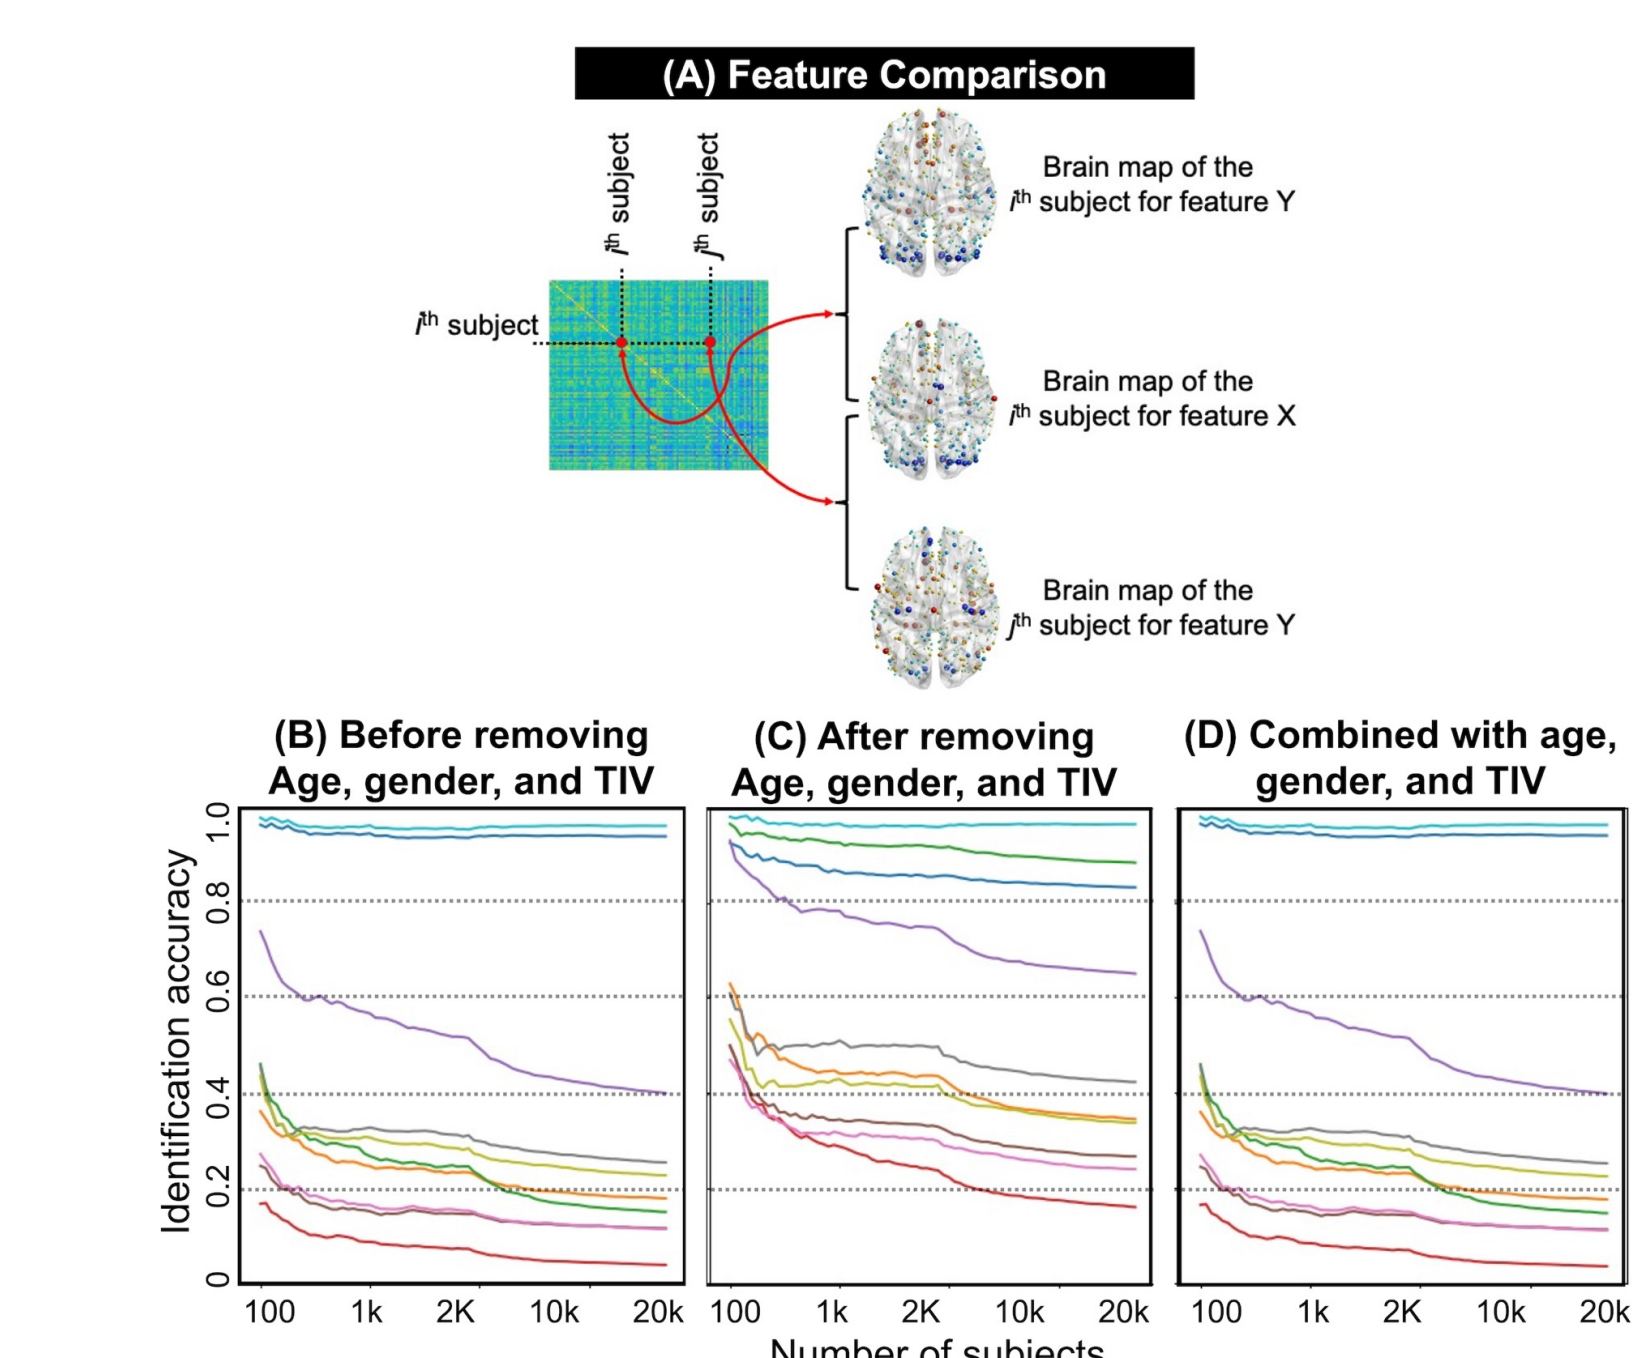 (A) Feature Comparison
ith subject
jth subject
Brain map of the
ith subject for feature Y
ith subject
Brain map of the
ith subject for feature X
Brain map of the
jth subject for feature Y
(B) Before removing
Age, gender, and TIV
(C) After removing
Age, gender, and TIV
(D) Combined with age,
gender, and TIV
Identification accuracy
1.0
0.8
0.6
0.4
0.2
0
100 1k 2K 10k 20k
100 1k 2K 10k 20k
100 1k 2K 10k 20k
Number of subjects